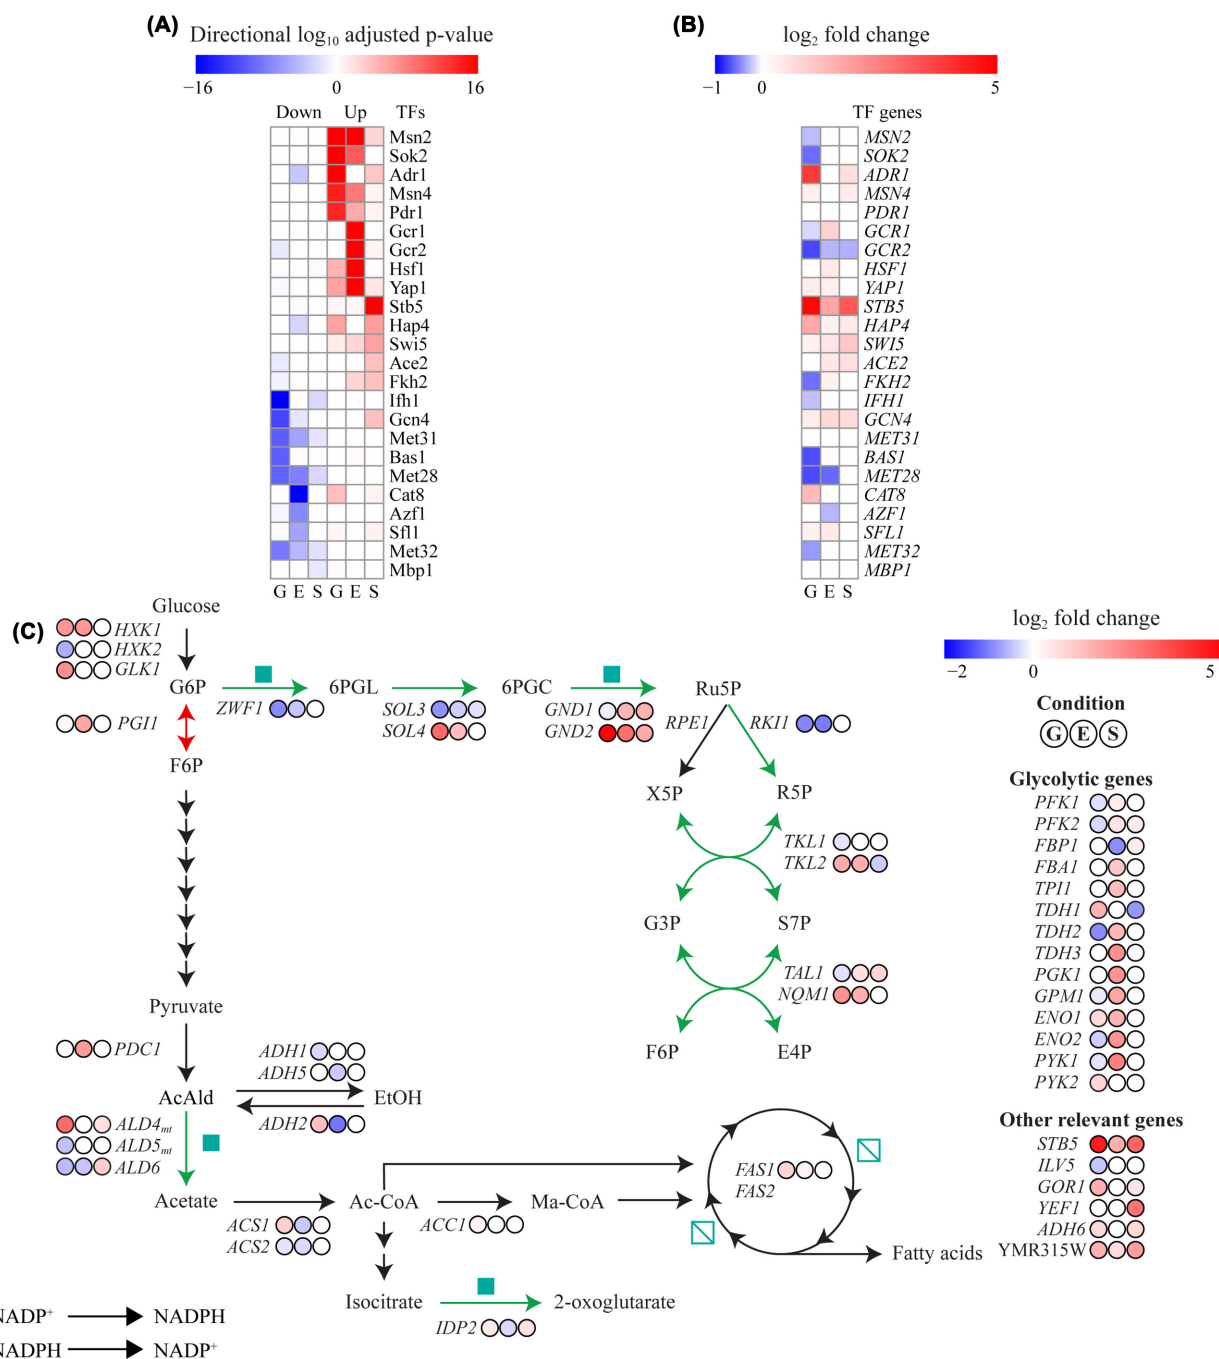 (A)
Directional log₁₀ adjusted p-value
−16 0 16
Down Up TFs
Msn2
Sok2
Adr1
Msn4
Pdr1
Gcr1
Gcr2
Hsf1
Yap1
Stb5
Hap4
Swi5
Ace2
Fkh2
Ifh1
Gcn4
Met31
Bas1
Met28
Cat8
Azf1
Sfl1
Met32
Mbp1
G E S G E S
(B)
log₂ fold change
−1 0 5
TF genes
MSN2
SOK2
ADR1
MSN4
PDR1
GCR1
GCR2
HSF1
YAP1
STB5
HAP4
SWI5
ACE2
FKH2
IFH1
GCN4
MET31
BAS1
MET28
CAT8
AZF1
SFL1
MET32
MBP1
G E S
(C)
Glucose
HXK1
HXK2
GLK1
G6P
ZWF1
6PGL
SOL3
SOL4
6PGC
GND1
GND2
Ru5P
RPE1
RKI1
PGI1
F6P
X5P
R5P
TKL1
TKL2
G3P
S7P
TAL1
NQM1
F6P
E4P
Pyruvate
PDC1
ADH1
ADH5
AcAld
EtOH
ADH2
ALD4mt
ALD5mt
ALD6
Acetate
ACS1
ACS2
Ac-CoA
ACC1
Ma-CoA
FAS1
FAS2
Fatty acids
Isocitrate
2-oxoglutarate
IDP2
NADP⁺ NADPH
NADPH NADP⁺
log₂ fold change
−2 0 5
Condition
G E S
Glycolytic genes
PFK1
PFK2
FBP1
FBA1
TPI1
TDH1
TDH2
TDH3
PGK1
GPM1
ENO1
ENO2
PYK1
PYK2
Other relevant genes
STB5
ILV5
GOR1
YEF1
ADH6
YMR315W